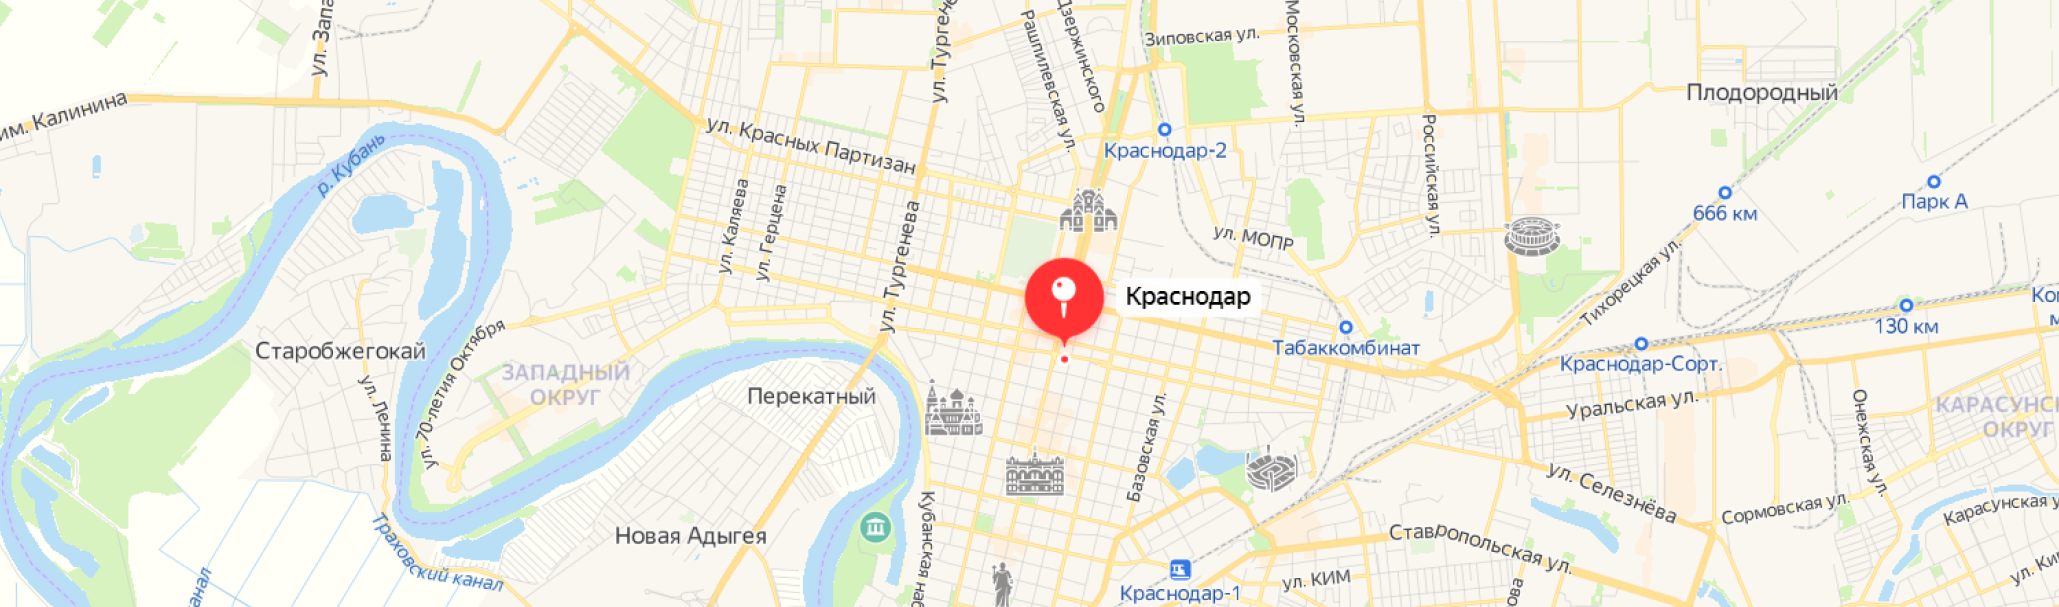 ул. Запа
ул. Тургене
Рашпилевская ул.
Дзержинского
Зиповская ул.
Московская ул.
Плодородный
им. Калинина
ул. Красных Партизан
Краснодар-2
Российская ул.
р. Кубань
ул. Каляева
ул. Герцена
ул. Тургенева
ул. МОПР
666 км
Парк А
Тихорецкая ул.
Краснодар
130 км
Табаккомбинат
Краснодар-Сорт.
Старобжегокай
ул. 70-летия Октября
ЗАПАДНЫЙ
ОКРУГ
Перекатный
ул. Ленина
Базовская ул.
Уральская ул.
Онежская ул.
КАРАСУНС
ОКРУГ
ул. Селезнёва
Сормовская ул.
Карасунская у
Новая Адыгея
Кубанская наб
Траховский канал
канал
Ставропольская ул.
Краснодар-1
ул. КИМ
ова